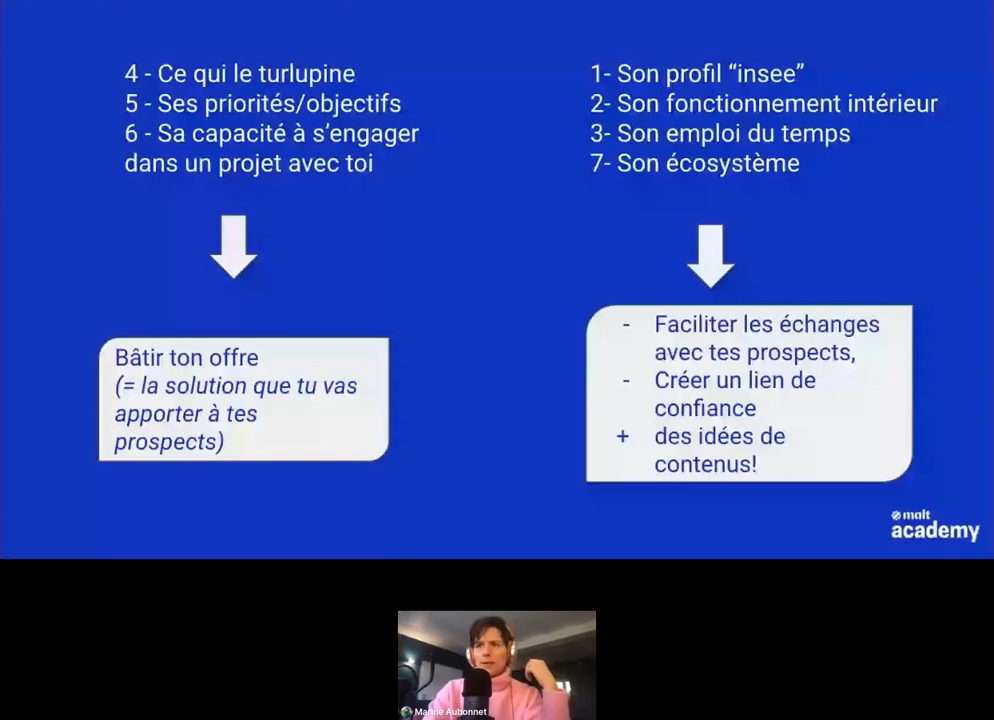 4 - Ce qui le turlupine
5 - Ses priorités/objectifs
6 - Sa capacité à s’engager
dans un projet avec toi
1- Son profil “insee”
2- Son fonctionnement intérieur
3- Son emploi du temps
7- Son écosystème
Bâtir ton offre
(= la solution que tu vas
apporter à tes
prospects)
- Faciliter les échanges
avec tes prospects,
- Créer un lien de
confiance
+ des idées de
contenus!
malt
academy
Marine Aubonnet